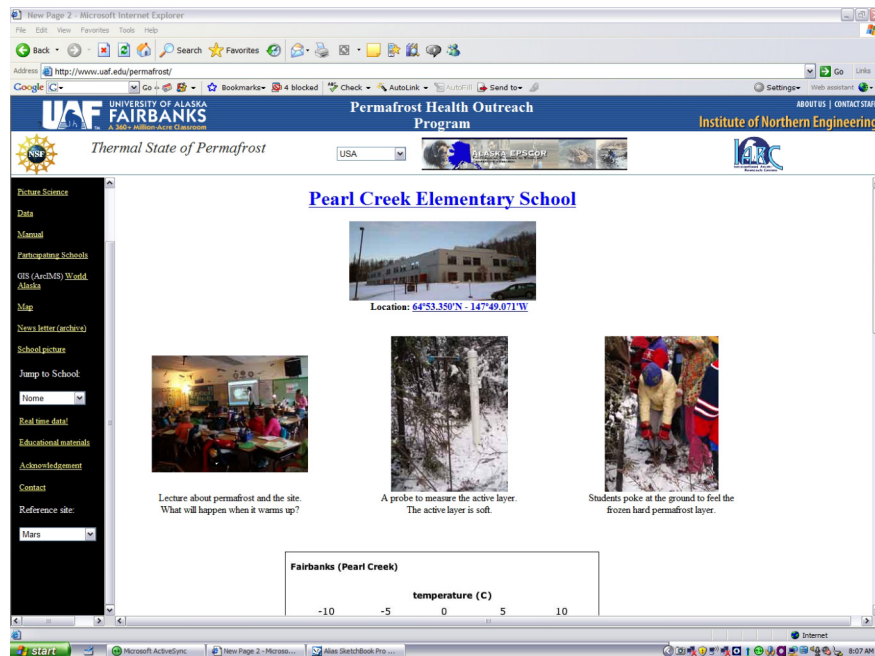 New Page 2 - Microsoft Internet Explorer
File Edit View Favorites Tools Help
Back Search Favorites
Address http://www.uaf.edu/permafrost/ Go Links
Google Go Bookmarks 4 blocked Check AutoLink AutoFill Send to Settings Web assistant
UAF UNIVERSITY OF ALASKA
FAIRBANKS
A 360+ Million-Acre Classroom
Permafrost Health Outreach
Program
ABOUT US | CONTACT STAFF
Institute of Northern Engineering
NSF
Thermal State of Permafrost
USA
ALASKA EPSCOR
IARC
Picture Science
Data
Manual
Participating Schools
GIS (ArcIMS) World
Alaska
Map
News letter (archive)
School picture
Jump to School:
Nome
Real time data!
Educational materials
Acknowledgement
Contact
Reference site:
Mars
Pearl Creek Elementary School
Location: 64°53.350'N - 147°49.071'W
Lecture about permafrost and the site.
What will happen when it warms up?
A probe to measure the active layer.
The active layer is soft.
Students poke at the ground to feel the
frozen hard permafrost layer.
Fairbanks (Pearl Creek)
temperature (C)
-10 -5 0 5 10
Internet
start Microsoft ActiveSync New Page 2 - Microso... Alias SketchBook Pro ... 8:07 AM